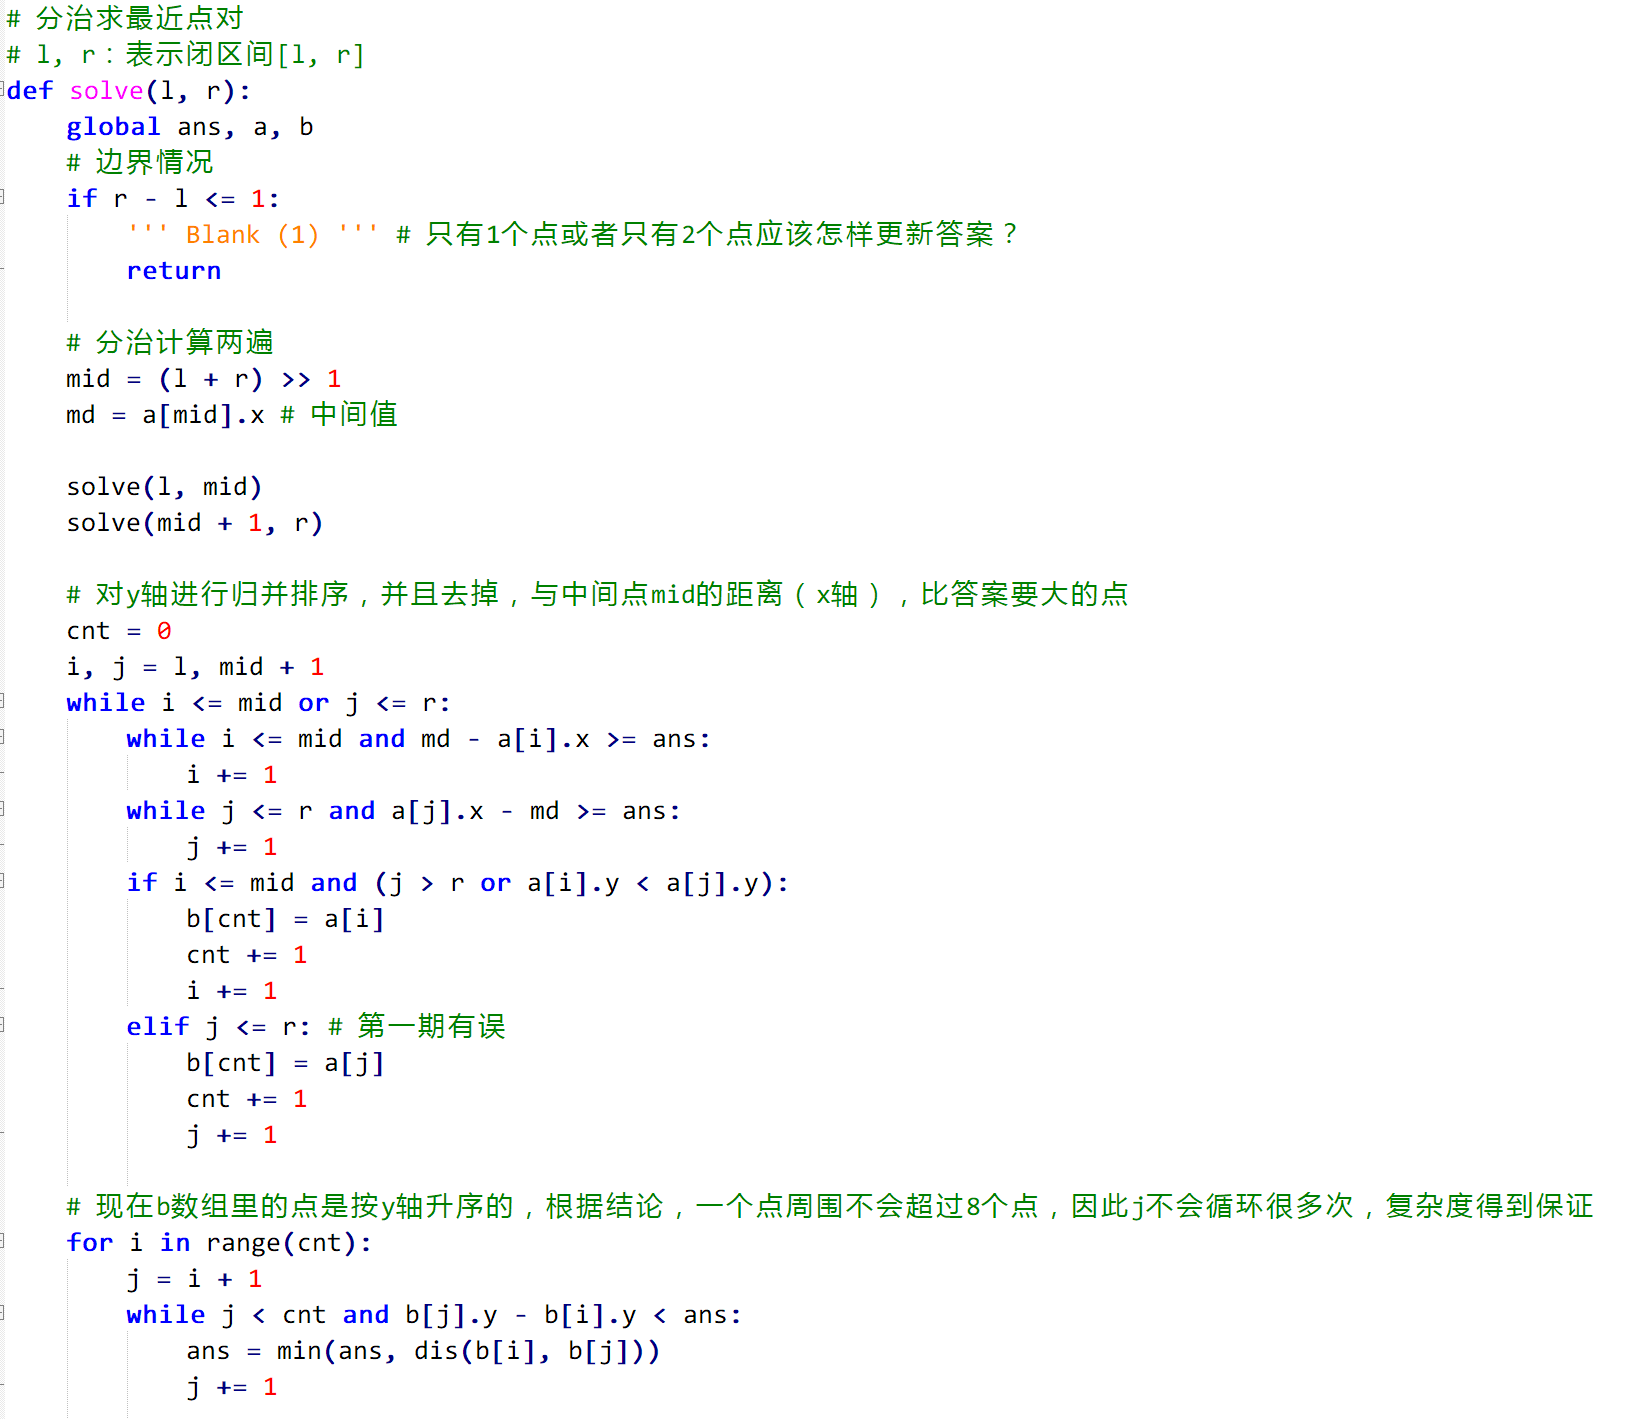 # 分治求最近点对
# l, r：表示闭区间[l, r]
def solve(l, r):
    global ans, a, b
    # 边界情况
    if r - l <= 1:
        ''' Blank (1) ''' # 只有1个点或者只有2个点应该怎样更新答案？
        return
    # 分治计算两遍
    mid = (l + r) >> 1
    md = a[mid].x # 中间值
    solve(l, mid)
    solve(mid + 1, r)
    # 对y轴进行归并排序，并且去掉，与中间点mid的距离（x轴），比答案要大的点
    cnt = 0
    i, j = l, mid + 1
    while i <= mid or j <= r:
        while i <= mid and md - a[i].x >= ans:
            i += 1
        while j <= r and a[j].x - md >= ans:
            j += 1
        if i <= mid and (j > r or a[i].y < a[j].y):
            b[cnt] = a[i]
            cnt += 1
            i += 1
        elif j <= r: # 第一期有误
            b[cnt] = a[j]
            cnt += 1
            j += 1
    # 现在b数组里的点是按y轴升序的，根据结论，一个点周围不会超过8个点，因此j不会循环很多次，复杂度得到保证
    for i in range(cnt):
        j = i + 1
        while j < cnt and b[j].y - b[i].y < ans:
            ans = min(ans, dis(b[i], b[j]))
            j += 1